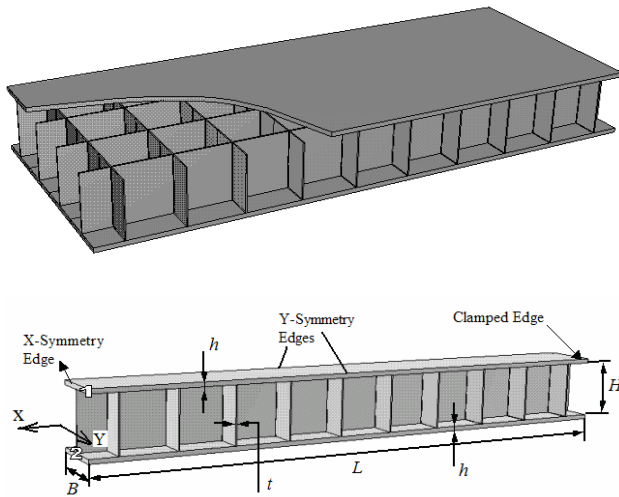 Y-Symmetry
Edges
Clamped Edge
X-Symmetry
Edge
h
1
H
X
Y
2
B
t
L
h